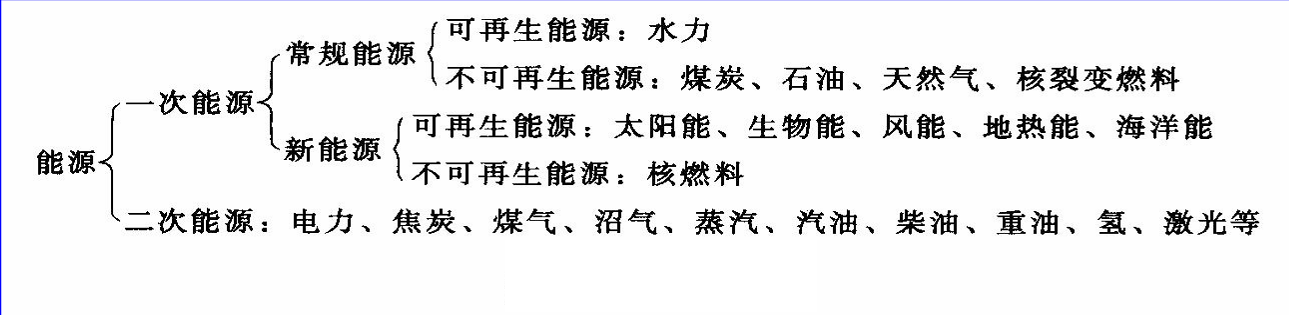 可再生能源：水力
常规能源
不可再生能源：煤炭、石油、天然气、核裂变燃料
一次能源
可再生能源：太阳能、生物能、风能、地热能、海洋能
新能源
能源
不可再生能源：核燃料
二次能源：电力、焦炭、煤气、沼气、蒸汽、汽油、柴油、重油、氢、激光等